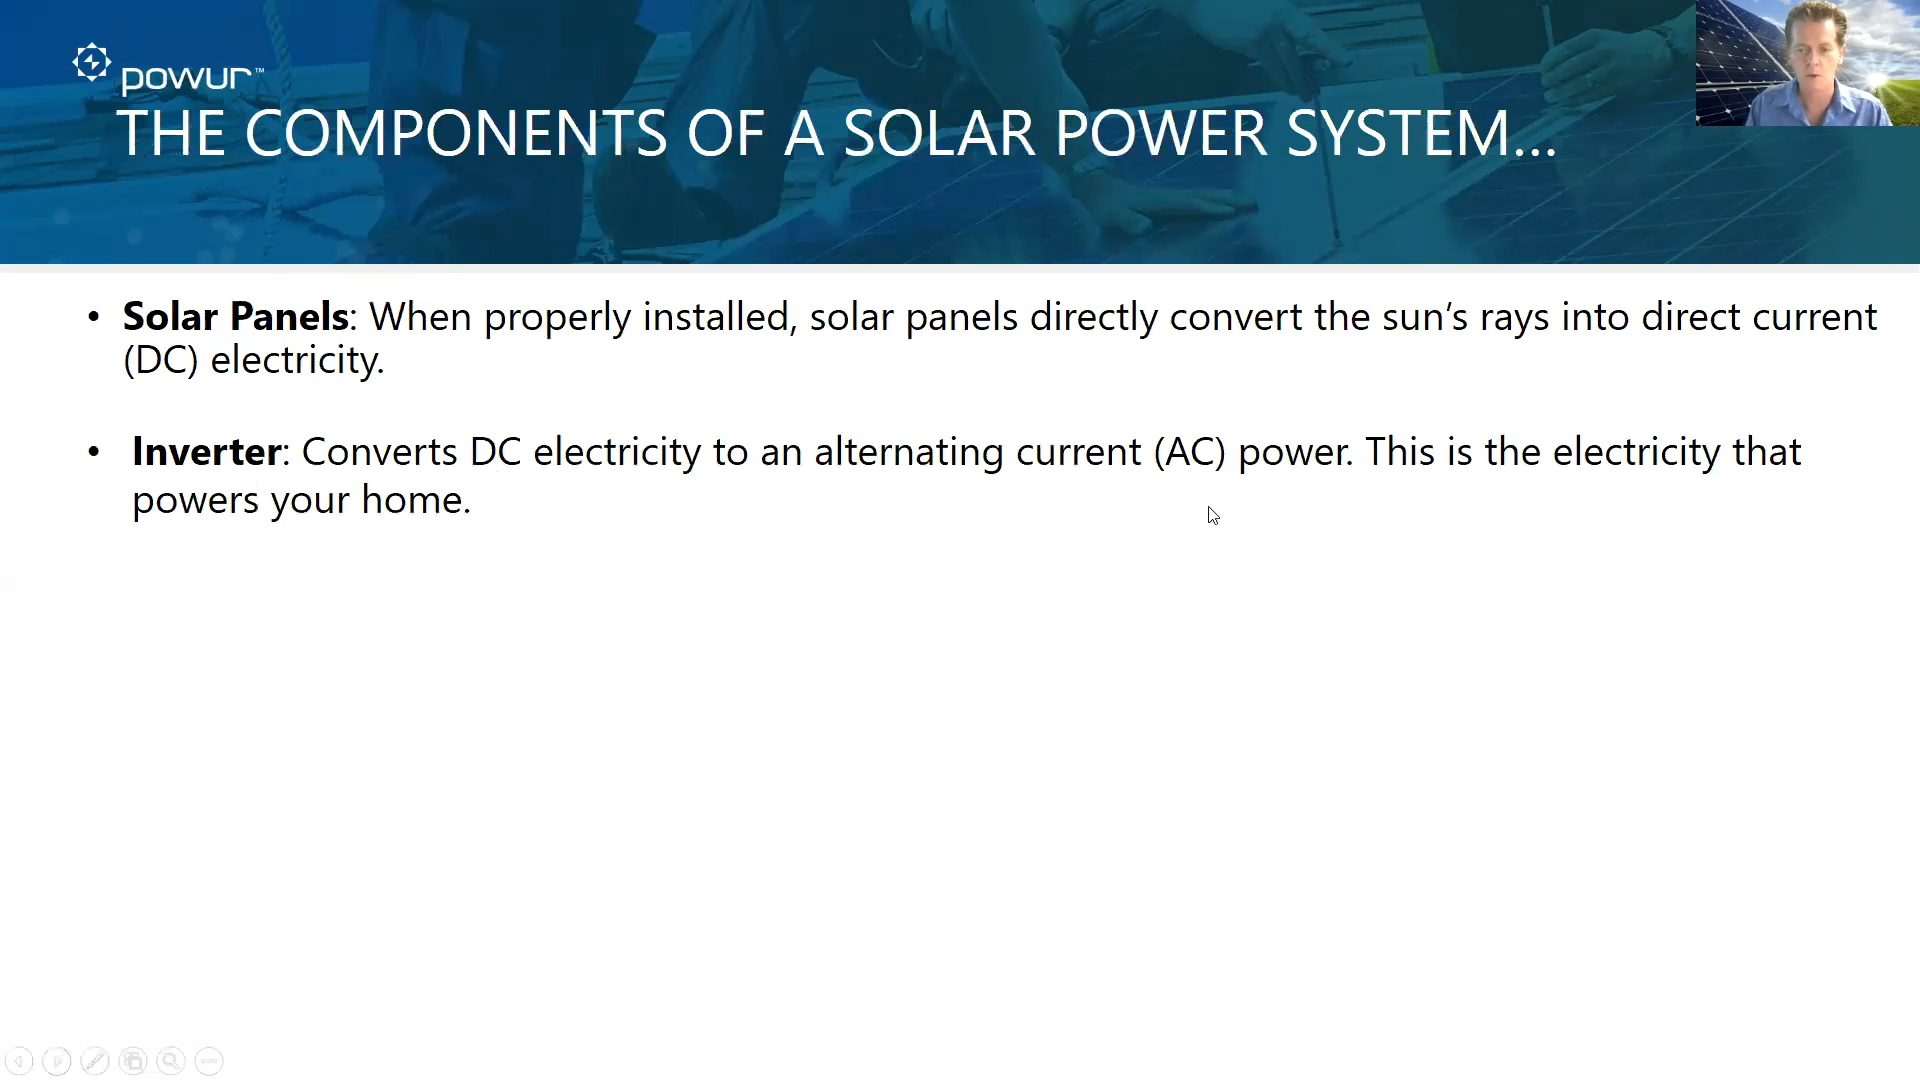 powur™
THE COMPONENTS OF A SOLAR POWER SYSTEM...
• Solar Panels: When properly installed, solar panels directly convert the sun’s rays into direct current
(DC) electricity.
• Inverter: Converts DC electricity to an alternating current (AC) power. This is the electricity that
powers your home.